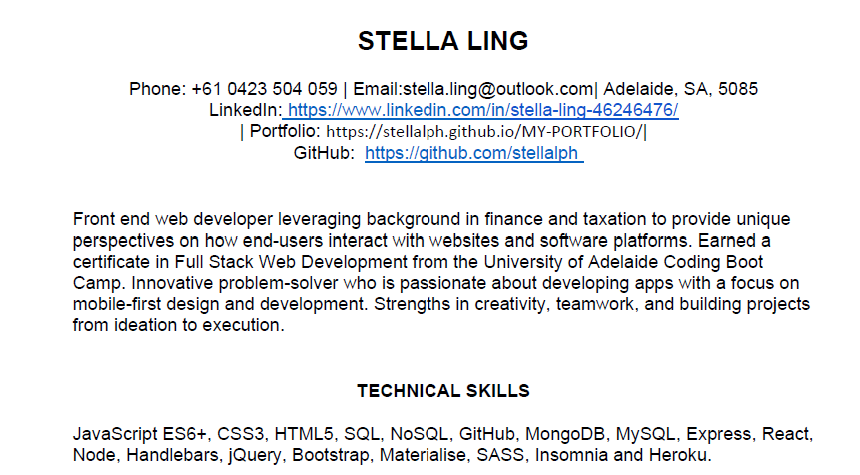 STELLA LING
Phone: +61 0423 504 059 | Email:stella.ling@outlook.com| Adelaide, SA, 5085
LinkedIn: https://www.linkedin.com/in/stella-ling-46246476/
| Portfolio: https://stellalph.github.io/MY-PORTFOLIO/|
GitHub: https://github.com/stellalph
Front end web developer leveraging background in finance and taxation to provide unique
perspectives on how end-users interact with websites and software platforms. Earned a
certificate in Full Stack Web Development from the University of Adelaide Coding Boot
Camp. Innovative problem-solver who is passionate about developing apps with a focus on
mobile-first design and development. Strengths in creativity, teamwork, and building projects
from ideation to execution.
TECHNICAL SKILLS
JavaScript ES6+, CSS3, HTML5, SQL, NoSQL, GitHub, MongoDB, MySQL, Express, React,
Node, Handlebars, jQuery, Bootstrap, Materialise, SASS, Insomnia and Heroku.